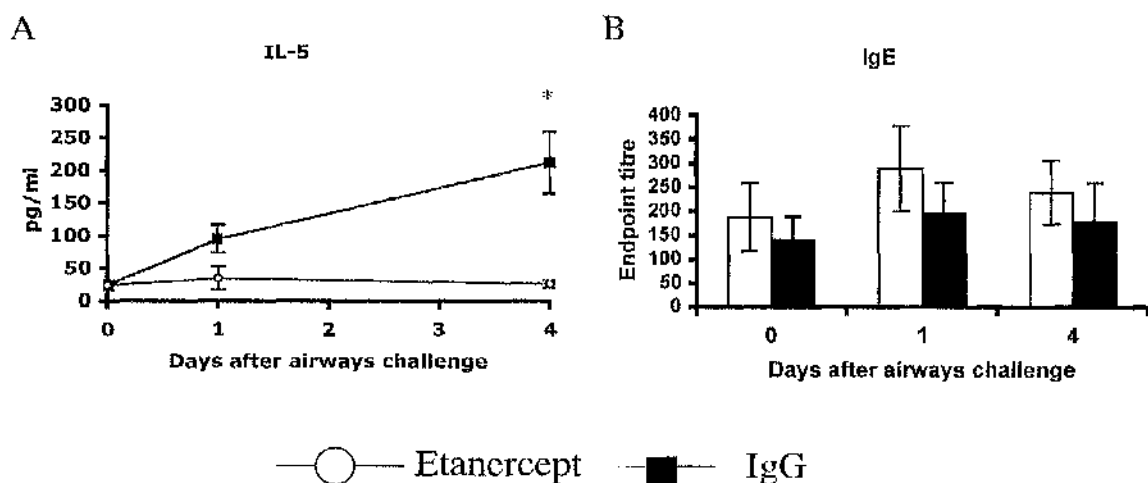 A
IL-5
*
300
250
200
150
100
50
0
pg/ml
0 1 2 3 4
Days after airways challenge
B
IgE
400
350
300
250
200
150
100
50
0
Endpoint titre
0 1 4
Days after airways challenge
Etanercept IgG